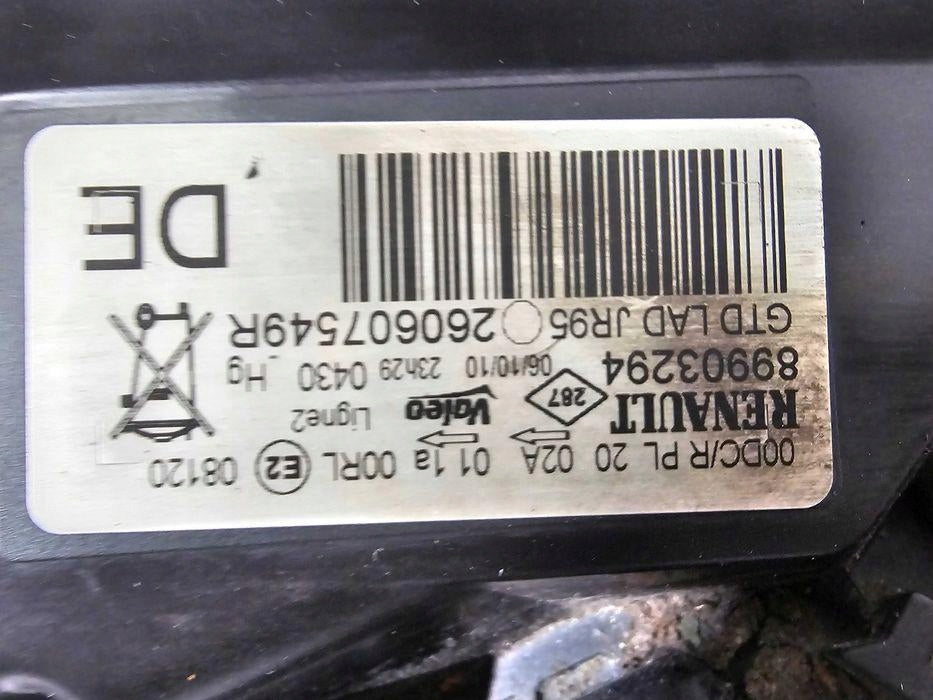 00DC/R PL 20 02A 01 1a 00RL E2 08120
RENAULT 287 Valeo Ligne2
89903294 06/10/10 23h29 0430 Hg
GTD LAD JR95 260607549R
DE